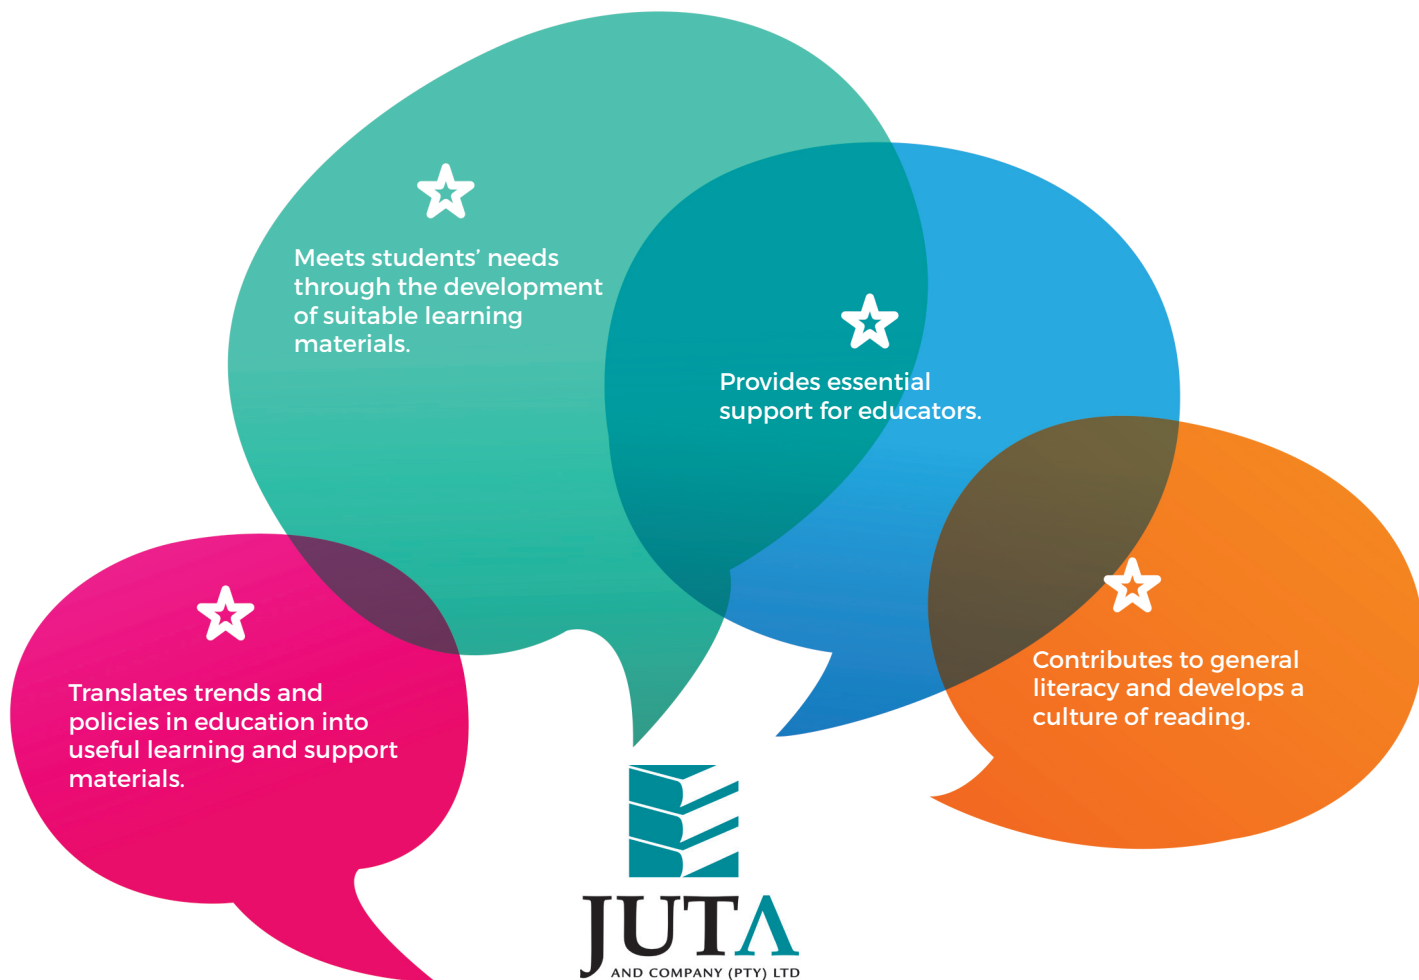 Meets students’ needs
through the development
of suitable learning
materials.
Provides essential
support for educators.
Translates trends and
policies in education into
useful learning and support
materials.
Contributes to general
literacy and develops a
culture of reading.
JUTA
AND COMPANY (PTY) LTD